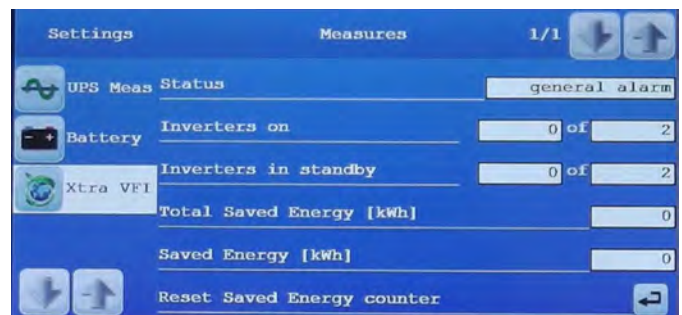 Settings Measures 1/1
UPS Meas Status general alarm
Battery Inverters on 0 of 2
Inverters in standby 0 of 2
Xtra VFI
Total Saved Energy [kWh] 0
Saved Energy [kWh] 0
Reset Saved Energy counter